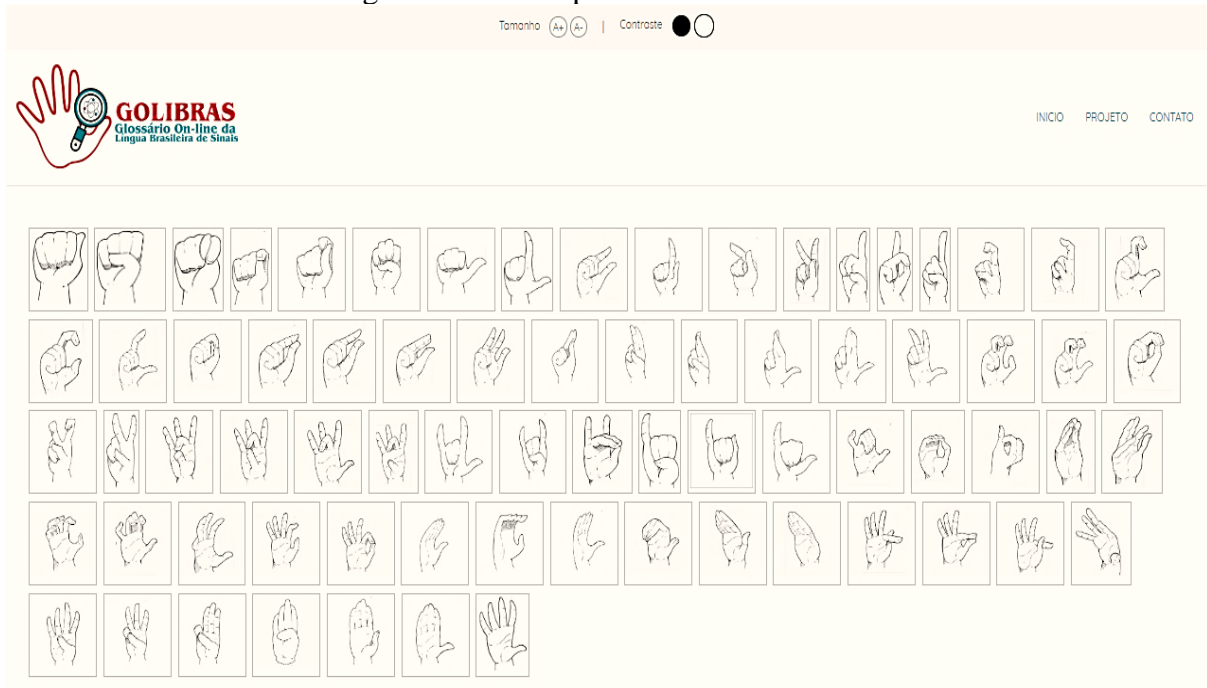 Tamanho A+ A- | Contraste
GOLIBRAS
Glossário On-line da
Língua Brasileira de Sinais
INICIO PROJETO CONTATO